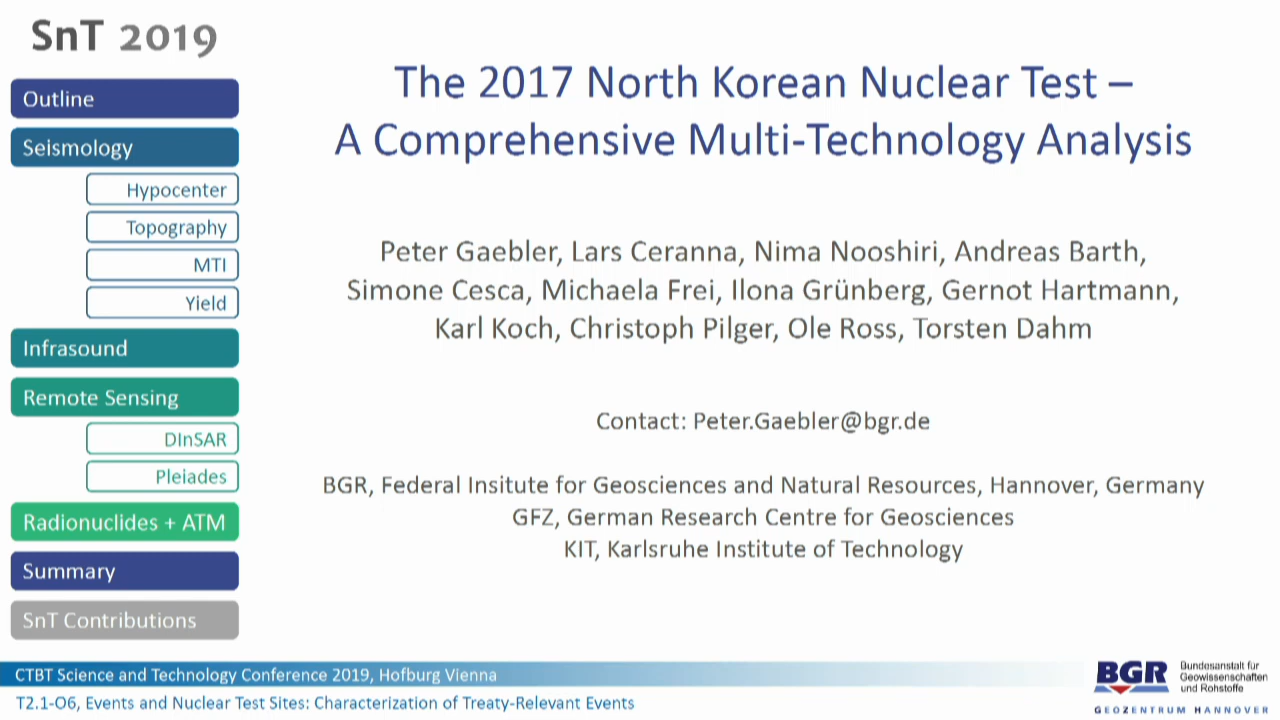 SnT 2019
Outline
Seismology
Hypocenter
Topography
MTI
Yield
Infrasound
Remote Sensing
DInSAR
Pleiades
Radionuclides + ATM
Summary
SnT Contributions
The 2017 North Korean Nuclear Test –
A Comprehensive Multi-Technology Analysis
Peter Gaebler, Lars Ceranna, Nima Nooshiri, Andreas Barth,
Simone Cesca, Michaela Frei, Ilona Grünberg, Gernot Hartmann,
Karl Koch, Christoph Pilger, Ole Ross, Torsten Dahm
Contact: Peter.Gaebler@bgr.de
BGR, Federal Insitute for Geosciences and Natural Resources, Hannover, Germany
GFZ, German Research Centre for Geosciences
KIT, Karlsruhe Institute of Technology
CTBT Science and Technology Conference 2019, Hofburg Vienna
T2.1-O6, Events and Nuclear Test Sites: Characterization of Treaty-Relevant Events
BGR
Bundesanstalt für
Geowissenschaften
und Rohstoffe
GEOZENTRUM HANNOVER